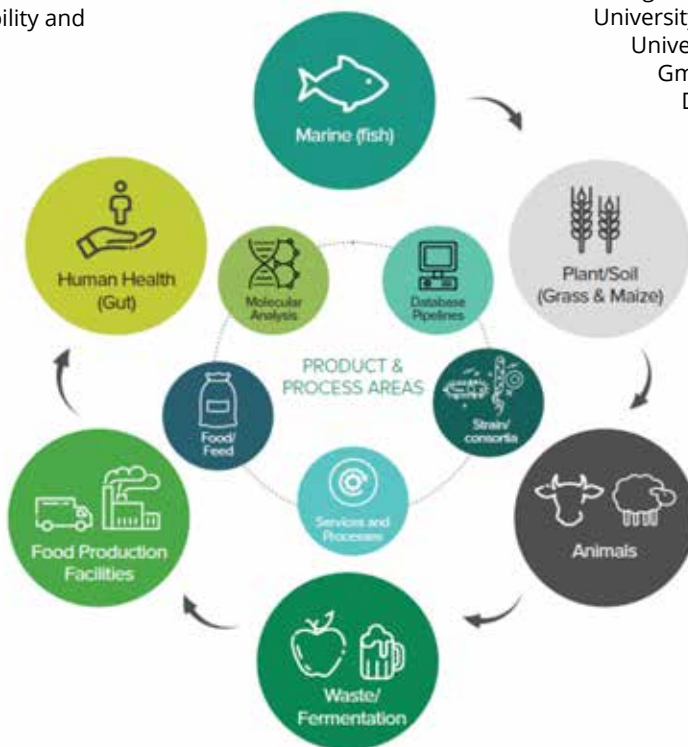 bility and
University
Unive
Gm
D
Marine (fish)
Human Health
(Gut)
Plant/Soil
(Grass & Maize)
Molecular
Analysis
Database
Pipelines
PRODUCT &
PROCESS AREAS
Food/
Feed
Strain/
consortia
Services and
Processes
Food Production
Facilities
Animals
Waste/
Fermentation